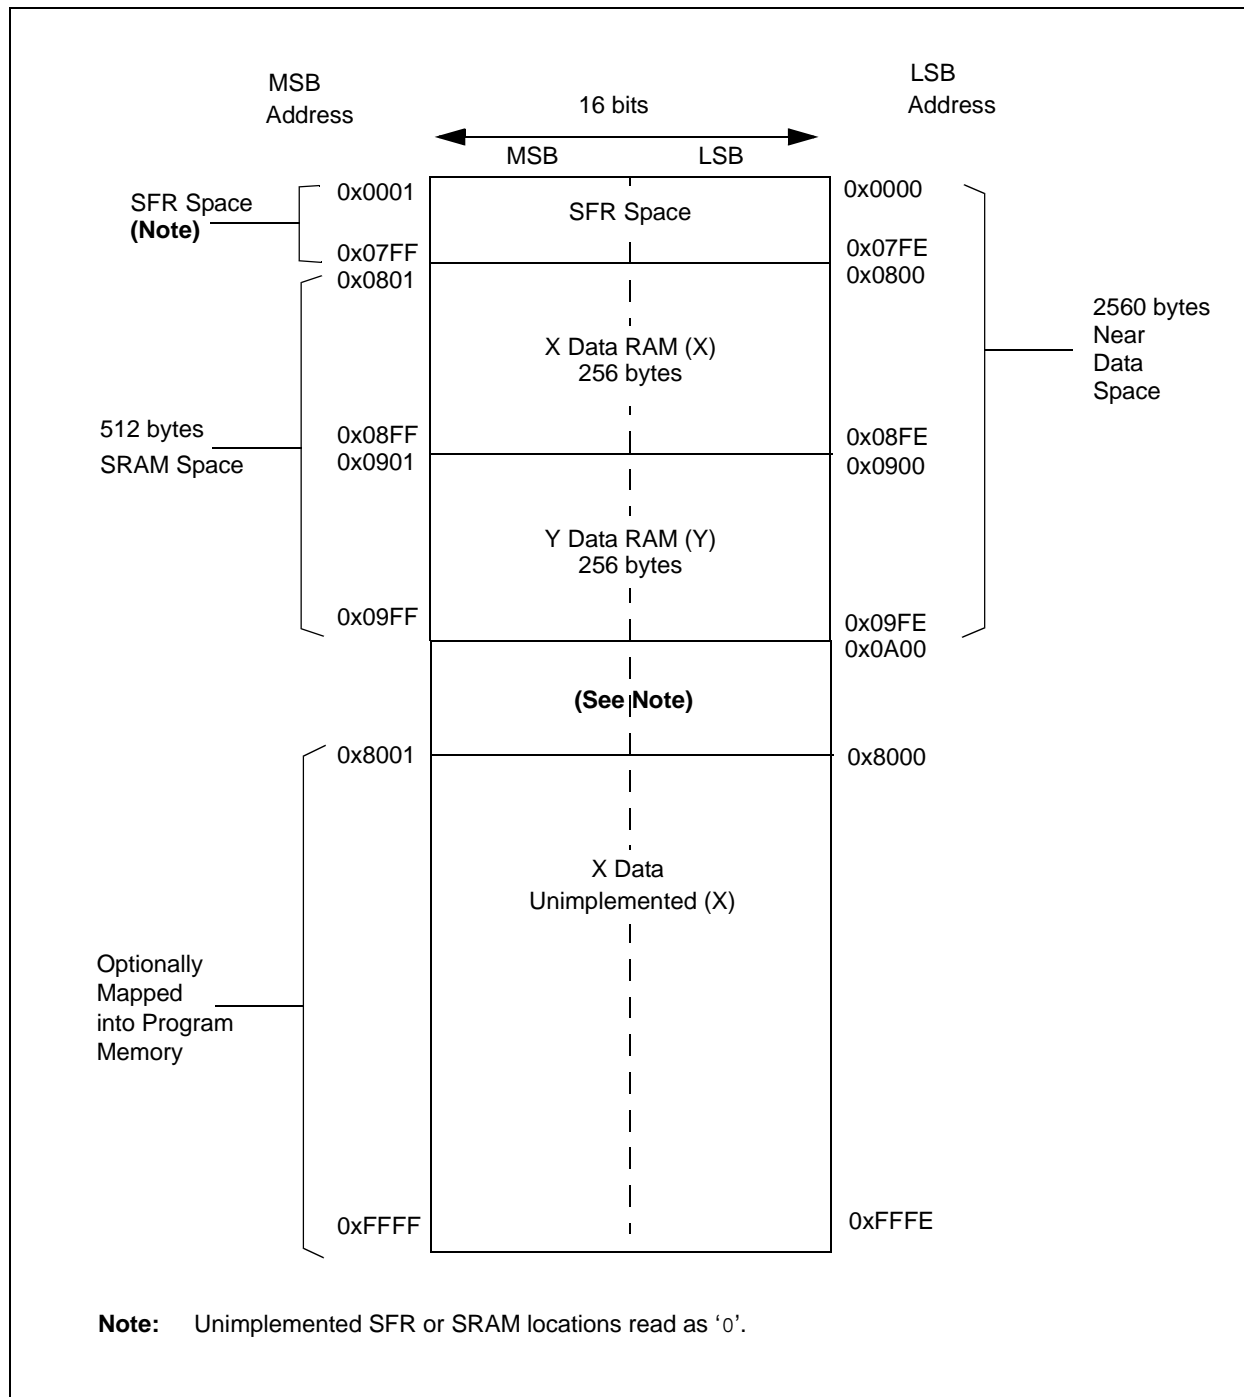 MSB
Address
LSB
Address
16 bits
MSB
LSB
SFR Space
(Note)
0x0001
0x07FF
0x0801
SFR Space
0x0000
0x07FE
0x0800
2560 bytes
Near
Data
Space
X Data RAM (X)
256 bytes
512 bytes
SRAM Space
0x08FF
0x0901
0x08FE
0x0900
Y Data RAM (Y)
256 bytes
0x09FF
0x09FE
0x0A00
(See Note)
0x8001
0x8000
X Data
Unimplemented (X)
Optionally
Mapped
into Program
Memory
0xFFFF
0xFFFE
Note: Unimplemented SFR or SRAM locations read as ‘0’.